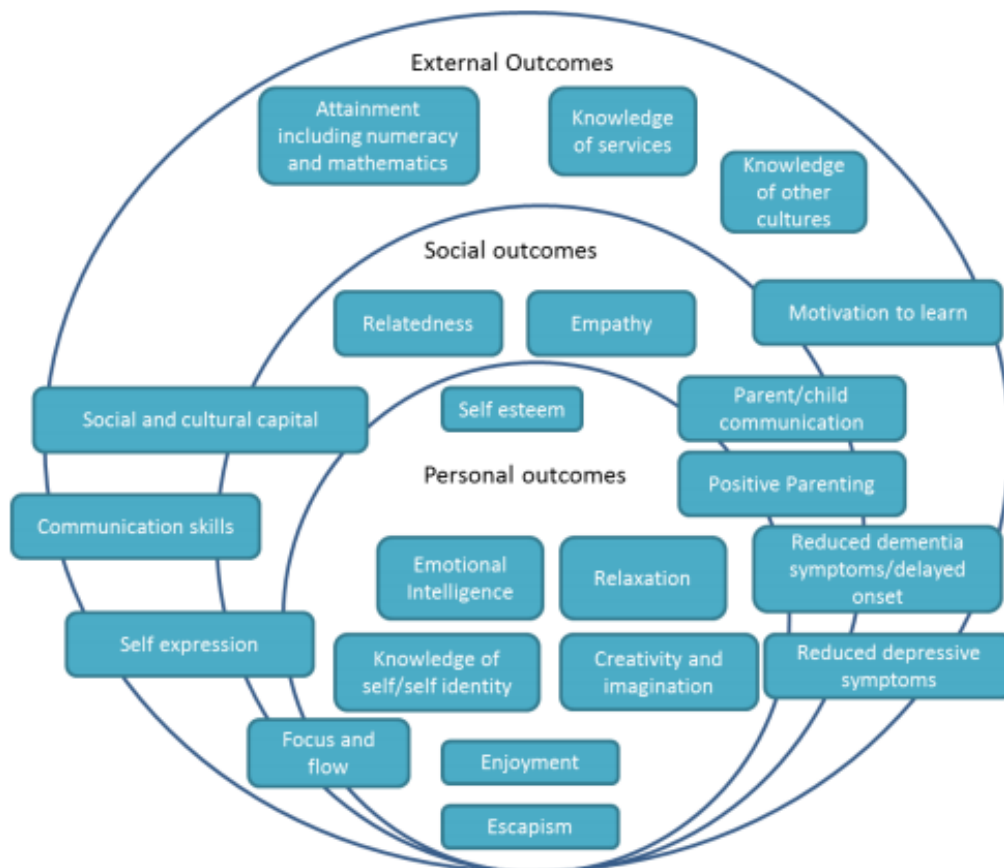 External Outcomes
Attainment
including numeracy
and mathematics
Knowledge
of services
Knowledge
of other
cultures
Social outcomes
Relatedness
Empathy
Motivation to learn
Social and cultural capital
Self esteem
Parent/child
communication
Personal outcomes
Positive Parenting
Communication skills
Emotional
Intelligence
Relaxation
Reduced dementia
symptoms/delayed
onset
Self expression
Knowledge of
self/self identity
Creativity and
imagination
Reduced depressive
symptoms
Focus and
flow
Enjoyment
Escapism